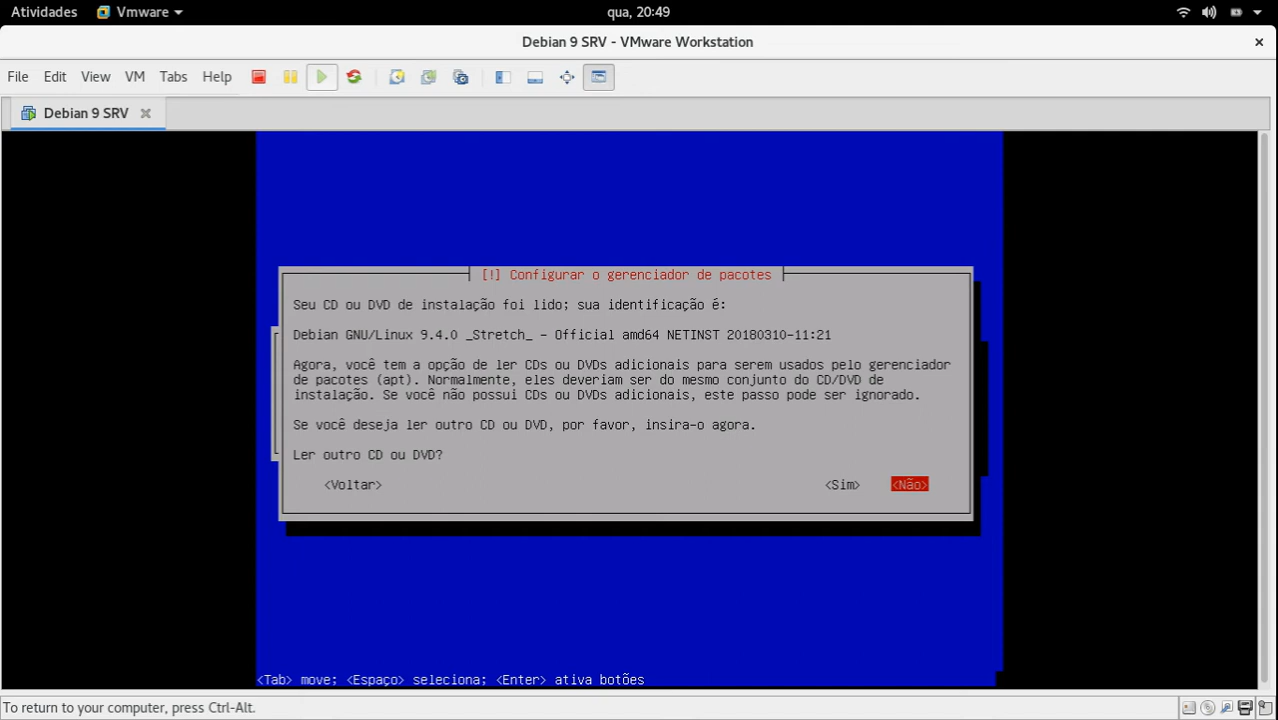 Atividades Vmware qua, 20:49
Debian 9 SRV - VMware Workstation ×
File Edit View VM Tabs Help
Debian 9 SRV
[!] Configurar o gerenciador de pacotes
Seu CD ou DVD de instalação foi lido; sua identificação é:
Debian GNU/Linux 9.4.0 _Stretch_ - Official amd64 NETINST 20180310-11:21
Agora, você tem a opção de ler CDs ou DVDs adicionais para serem usados pelo gerenciador
de pacotes (apt). Normalmente, eles deveriam ser do mesmo conjunto do CD/DVD de
instalação. Se você não possui CDs ou DVDs adicionais, este passo pode ser ignorado.
Se você deseja ler outro CD ou DVD, por favor, insira-o agora.
Ler outro CD ou DVD?
<Voltar> <Sim> <Não>
<Tab> move; <Espaço> seleciona; <Enter> ativa botões
To return to your computer, press Ctrl-Alt.